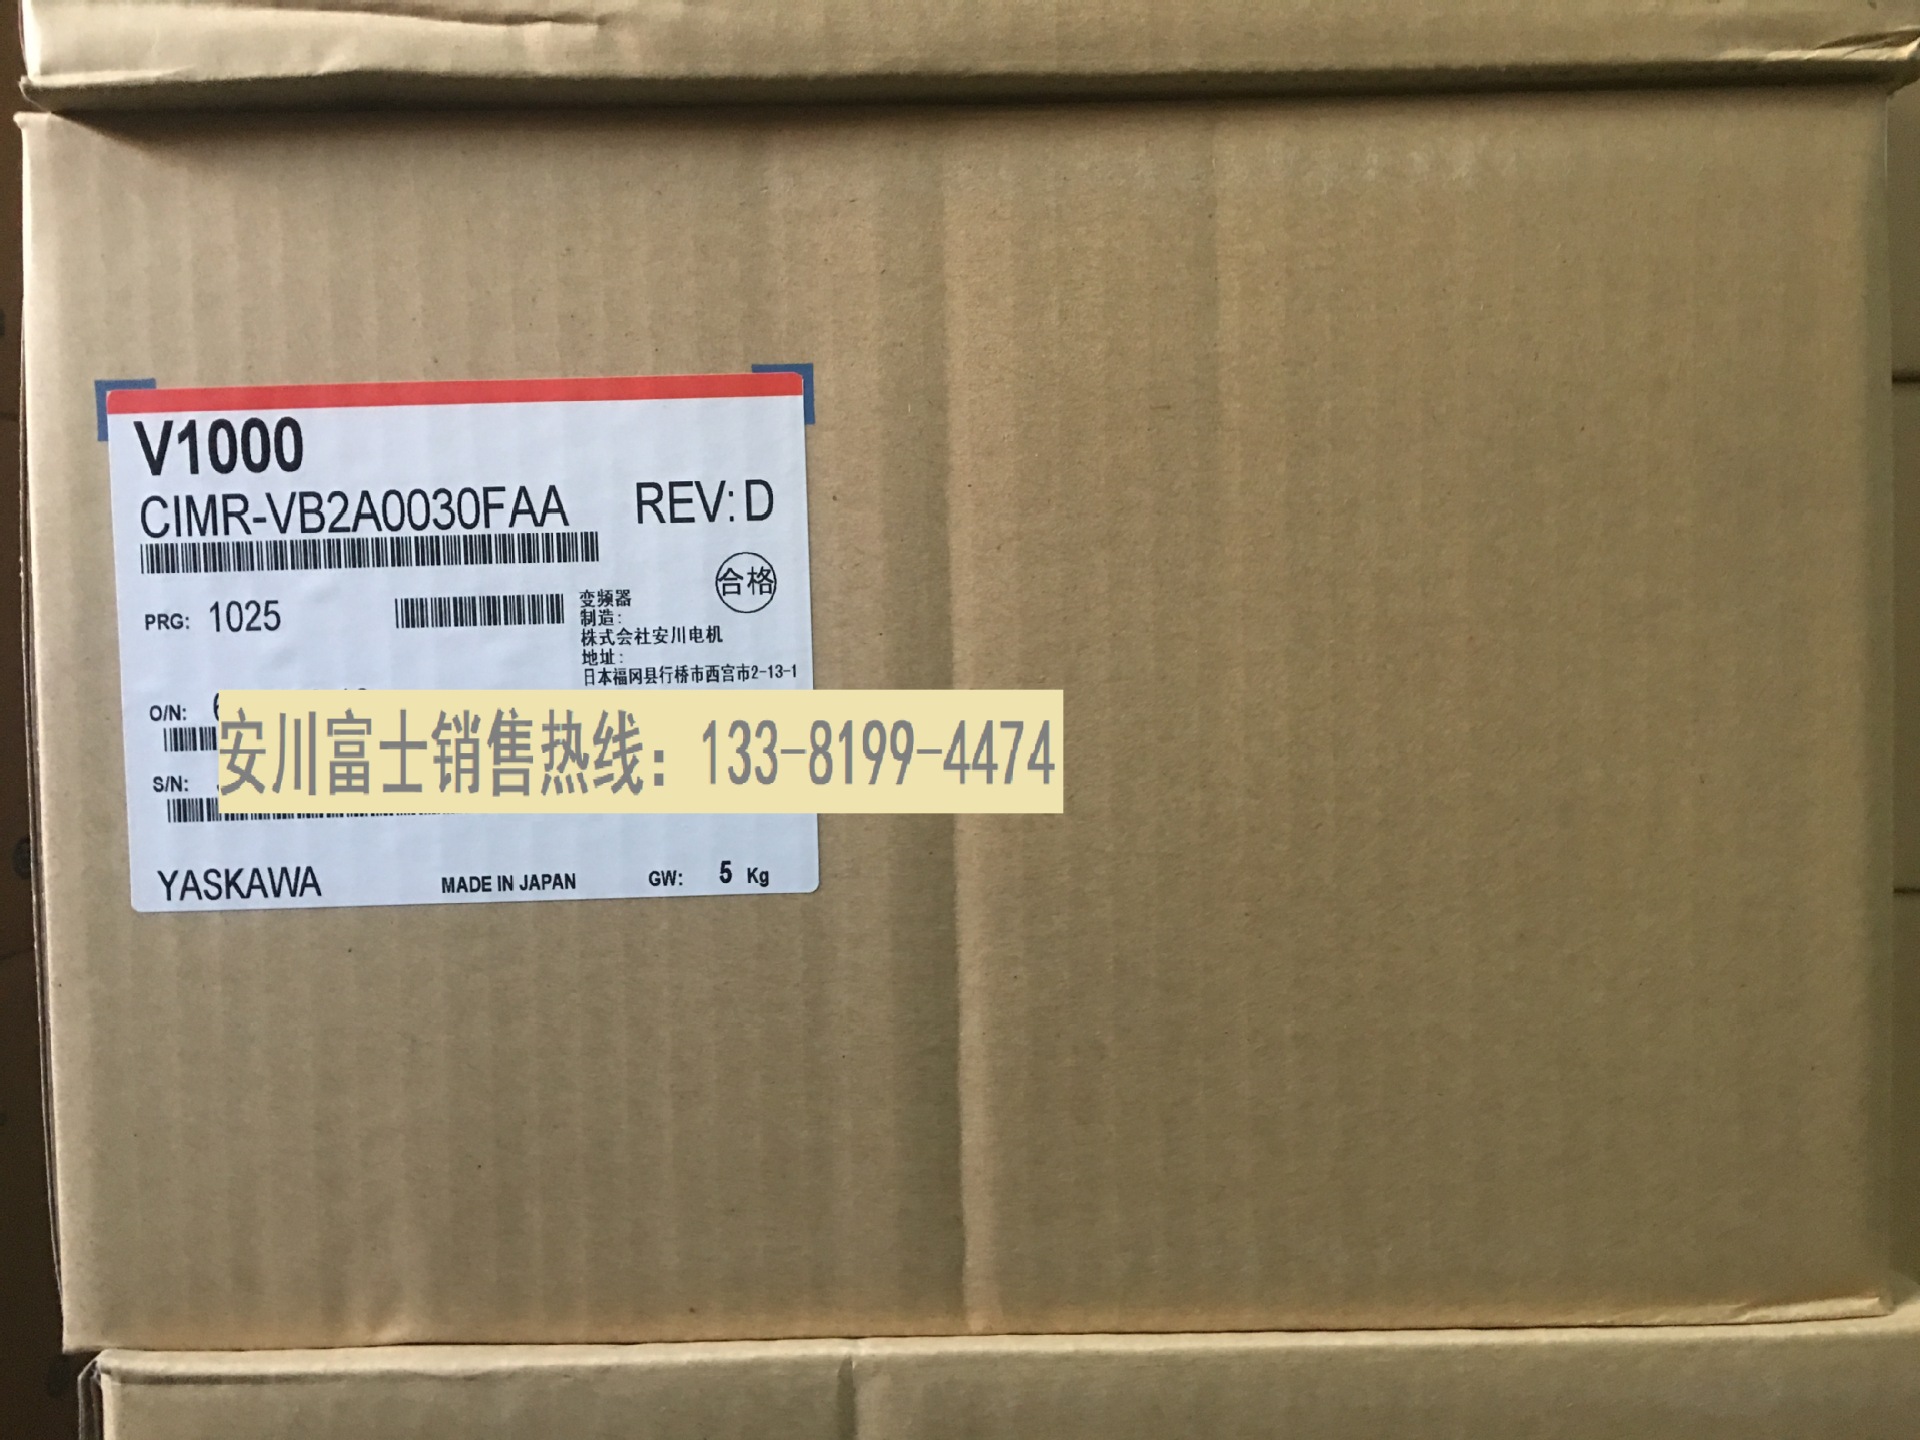 V1000
CIMR-VB2A0030FAA REV: D
合格
PRG: 1025
变频器
制造:
株式会社安川电机
地址:
日本福冈县行桥市西宫市2-13-1
O/N:
安川富士销售热线：133-8199-4474
S/N:
YASKAWA MADE IN JAPAN GW: 5 Kg